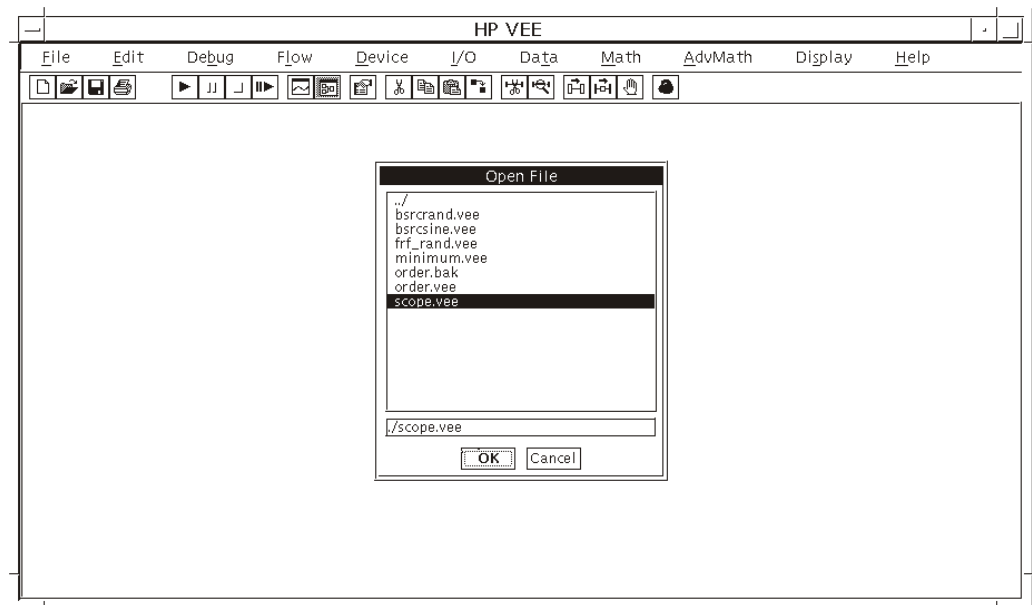 HP VEE
File Edit Debug Flow Device I/O Data Math AdvMath Display Help
Open File
../
bsrcrand.vee
bsrcsine.vee
frf_rand.vee
minimum.vee
order.bak
order.vee
scope.vee
./scope.vee
OK Cancel